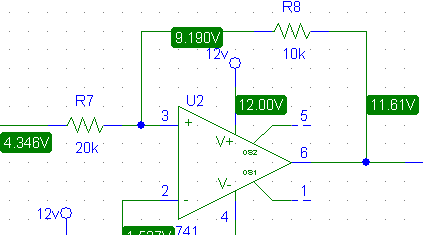 R8
9.190V
12v
10k
R7
U2
12.00V
11.61V
3
+
5
4.346V
20k
V+
OS2
6
OS1
2
-
V-
1
12v
4
741